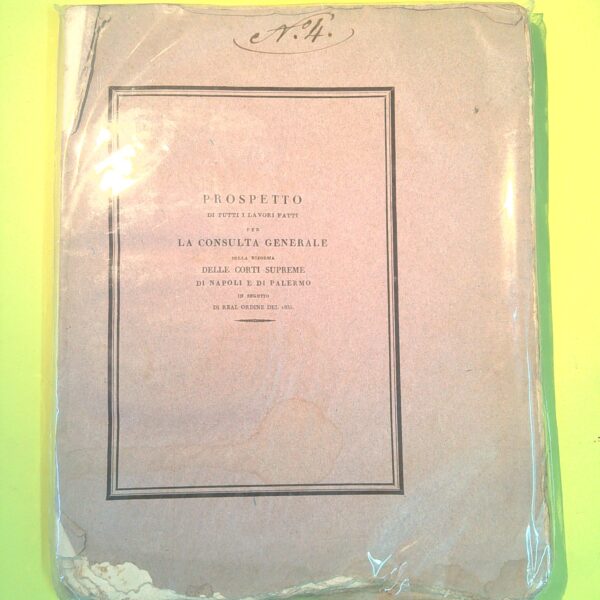 N.º 4.
PROSPETTO
DI TUTTI I LAVORI FATTI
PER
LA CONSULTA GENERALE
DELLA RIFORMA
DELLE CORTI SUPREME
DI NAPOLI E DI PALERMO
IN SEGUITO
DI REAL ORDINE DEL